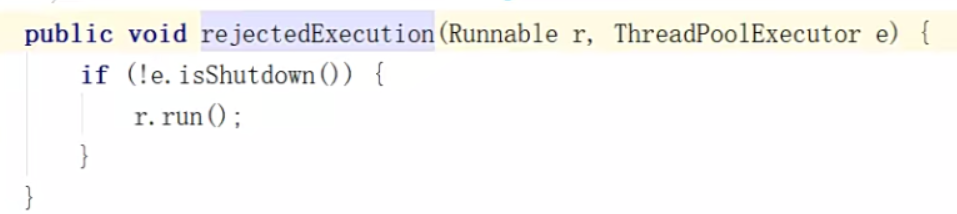 public void rejectedExecution(Runnable r, ThreadPoolExecutor e) {
if (!e.isShutdown()) {
r.run();
}
}